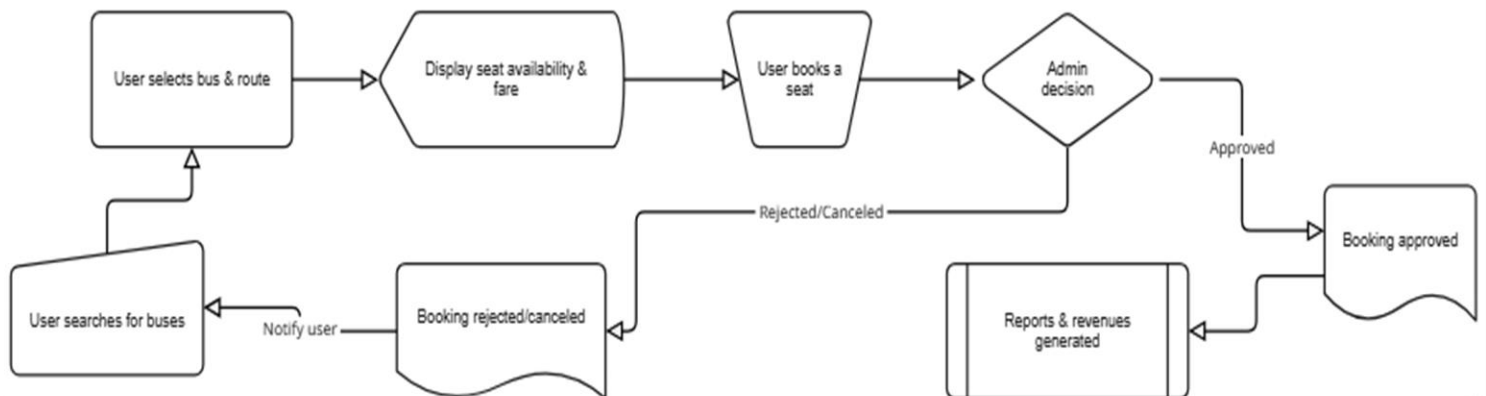 User selects bus & route
Display seat availability &
fare
User books a
seat
Admin
decision
Approved
Rejected/Canceled
Booking approved
User searches for buses
Notify user
Booking rejected/canceled
Reports & revenues
generated